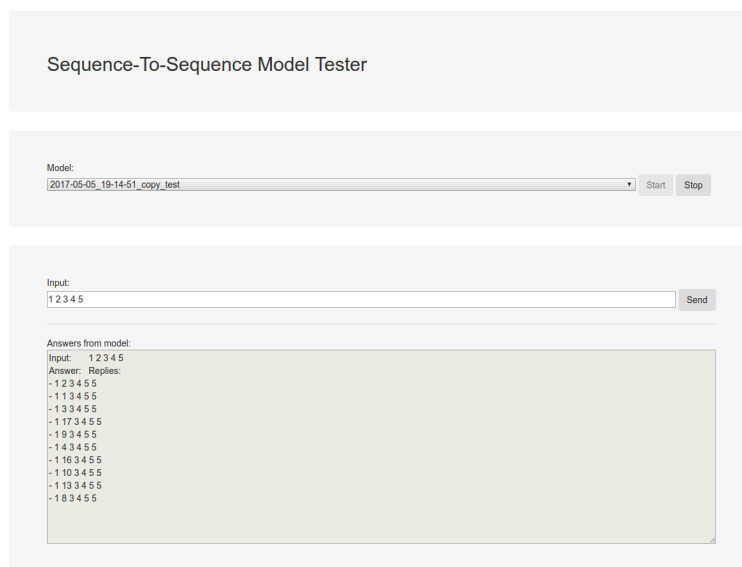 Sequence-To-Sequence Model Tester
Model:
2017-05-05_19-14-51_copy_test Start Stop
Input:
1 2 3 4 5 Send
Answers from model:
Input: 1 2 3 4 5
Answer: Replies:
- 1 2 3 4 5 5
- 1 1 3 4 5 5
- 1 3 3 4 5 5
- 1 17 3 4 5 5
- 1 9 3 4 5 5
- 1 4 3 4 5 5
- 1 16 3 4 5 5
- 1 10 3 4 5 5
- 1 13 3 4 5 5
- 1 8 3 4 5 5